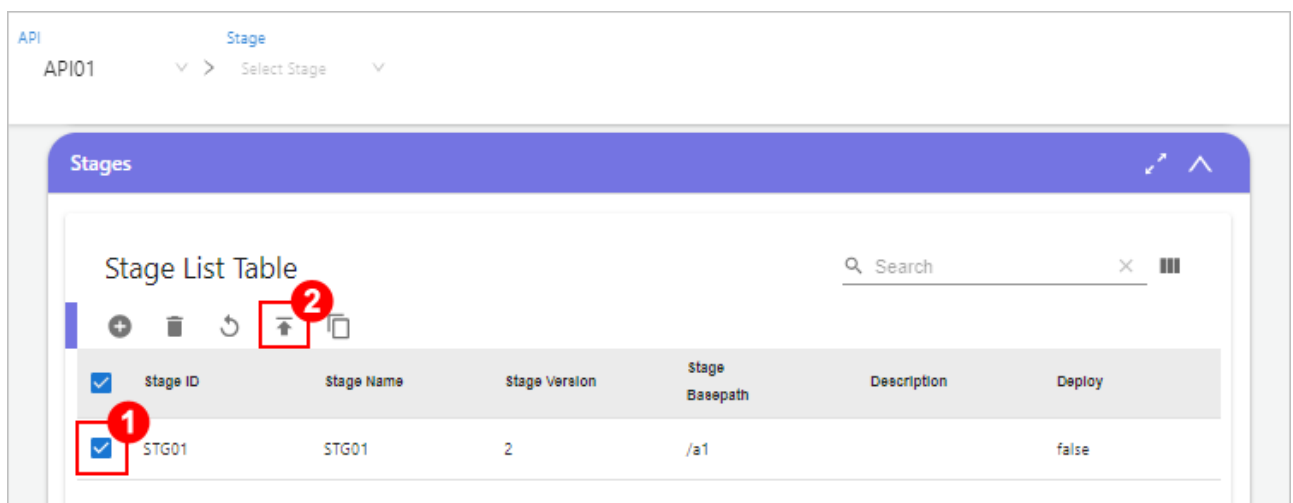 API Stage
API01 > Select Stage
Stages
Stage List Table
Search
2
Stage ID Stage Name Stage Version Stage Basepath Description Deploy
1
STG01 STG01 2 /a1 false